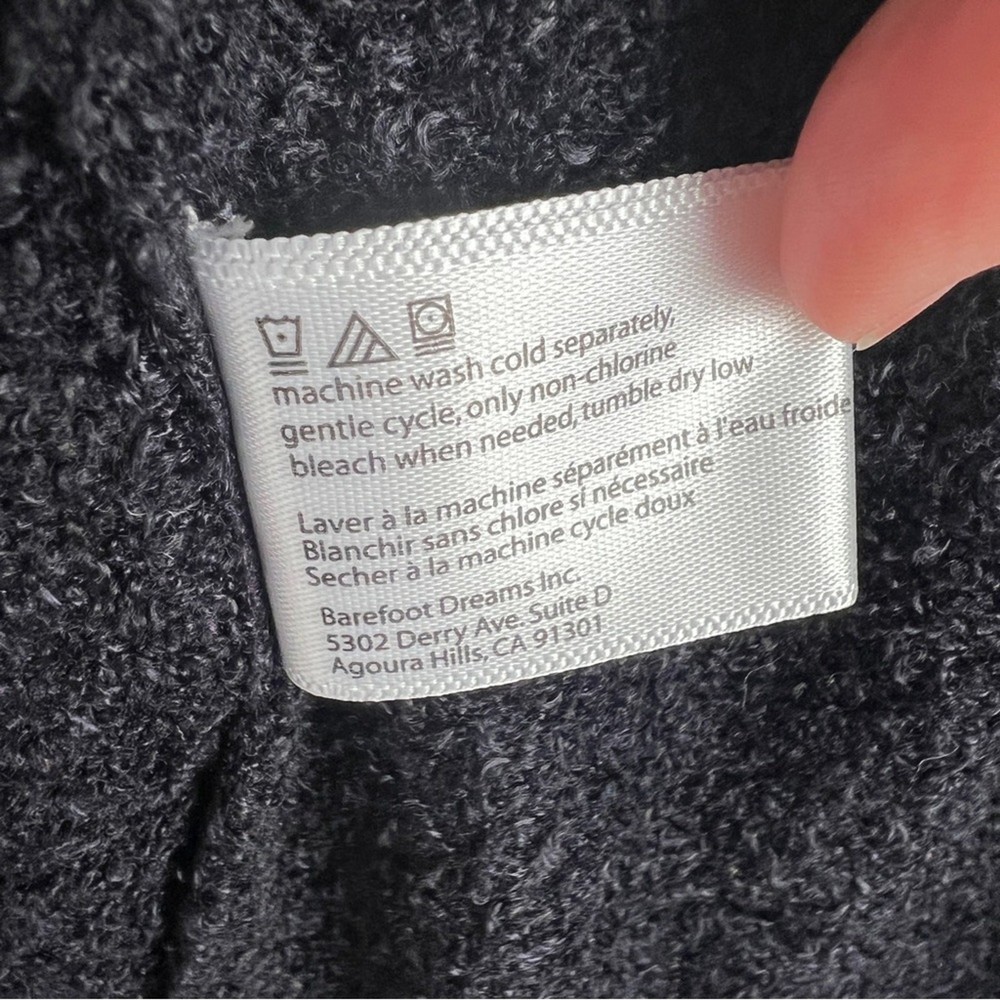 machine wash cold separately,
gentle cycle, only non-chlorine
bleach when needed, tumble dry low
Laver à la machine séparément à l'eau froide
Blanchir sans chlore si nécessaire
Secher à la machine cycle doux
Barefoot Dreams Inc.
5302 Derry Ave. Suite D
Agoura Hills, CA 91301